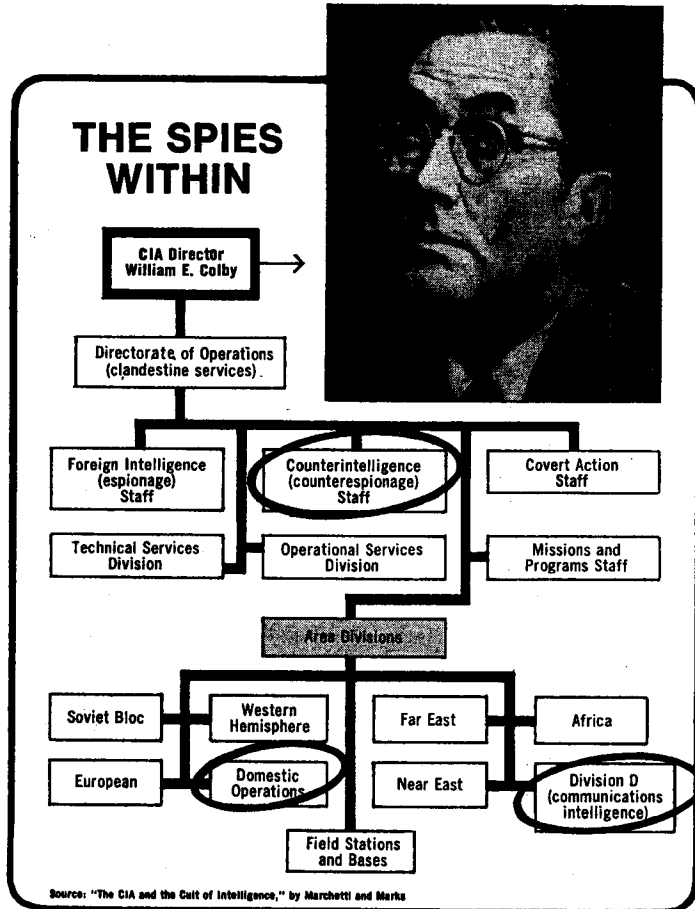 THE SPIES
WITHIN
CIA Director
William E. Colby
Directorate of Operations
(clandestine services)
Foreign Intelligence
(espionage)
Staff
Counterintelligence
(counterespionage)
Staff
Covert Action
Staff
Technical Services
Division
Operational Services
Division
Missions and
Programs Staff
Area Divisions
Soviet Bloc
Western
Hemisphere
Far East
Africa
European
Domestic
Operations
Near East
Division D
(communications
intelligence)
Field Stations
and Bases
Source: "The CIA and the Cult of Intelligence," by Marchetti and Marks